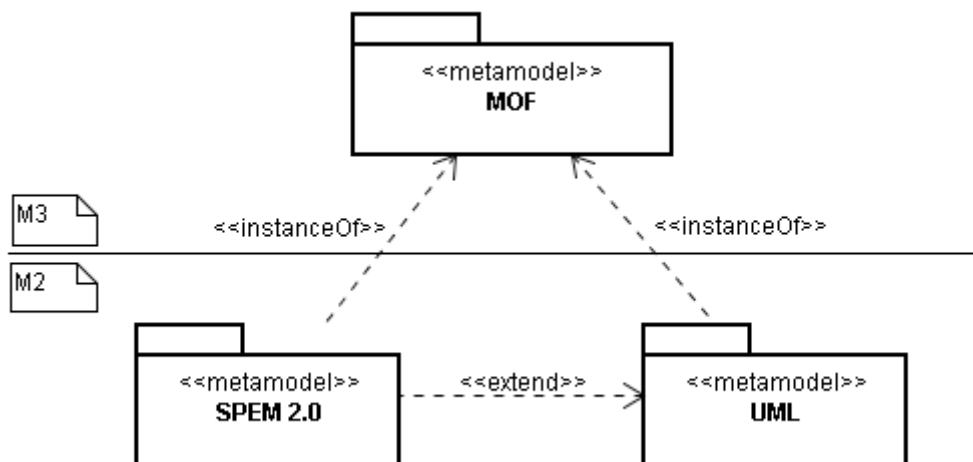 <<metamodel>>
MOF
M3
<<instanceOf>>
<<instanceOf>>
M2
<<metamodel>>
SPEM 2.0
<<extend>>
<<metamodel>>
UML